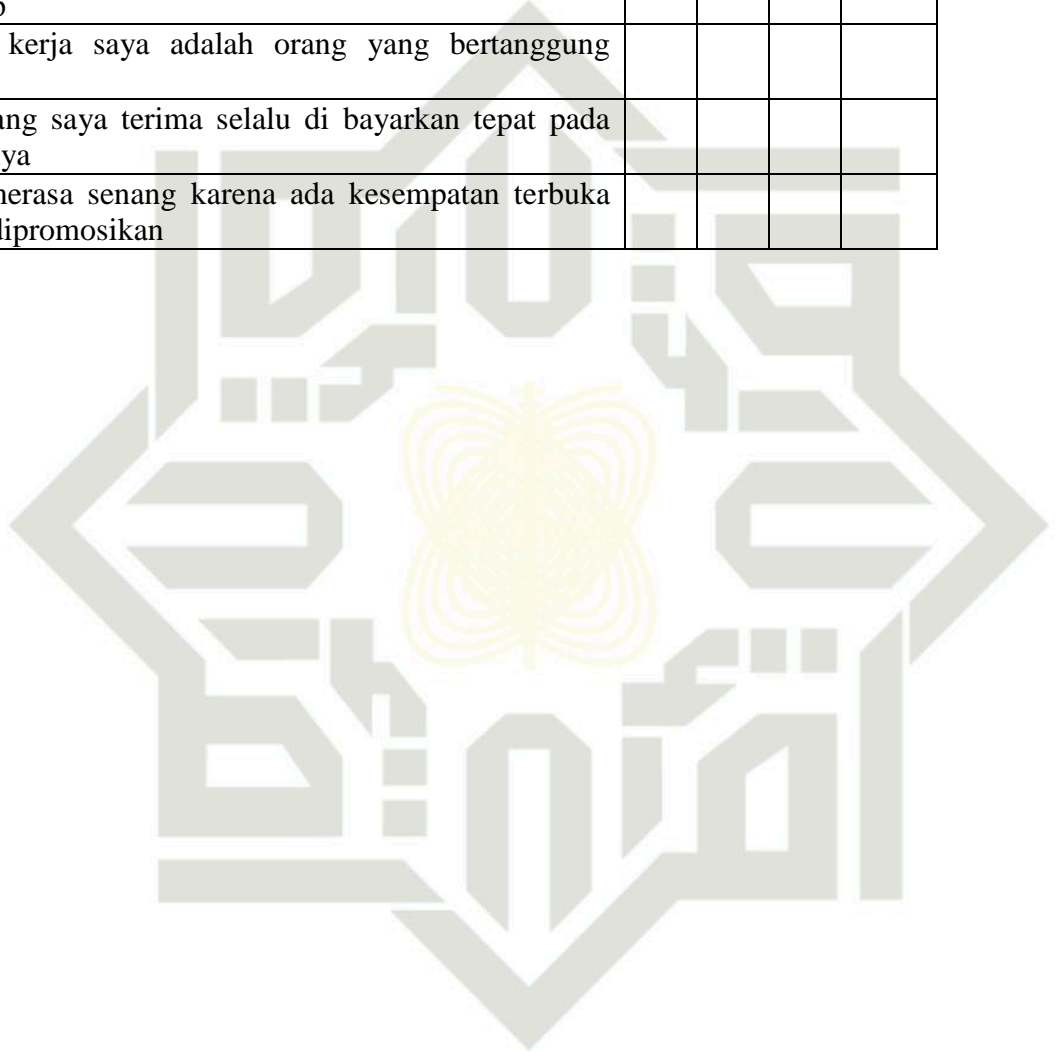 kerja saya adalah orang yang bertanggung
ang saya terima selalu di bayarkan tepat pada
ya
merasa senang karena ada kesempatan terbuka
dipromosikan